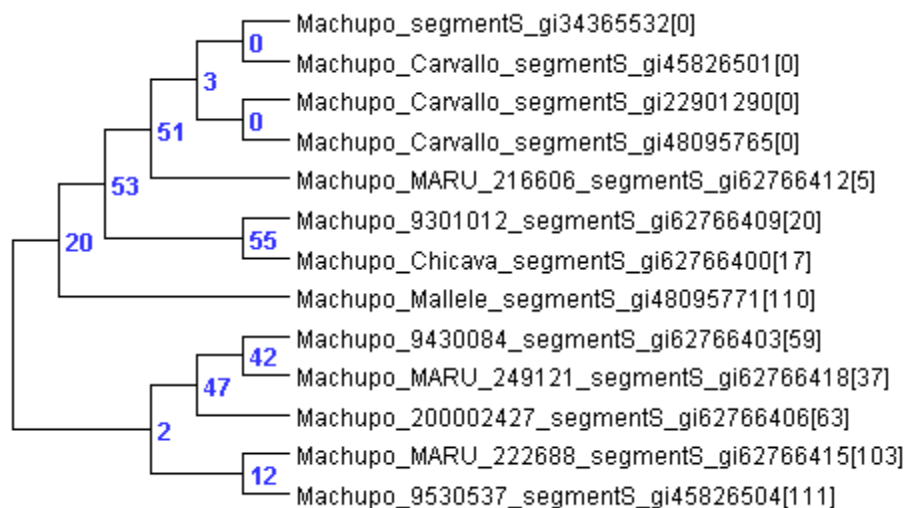 Machupo_segmentS_gi34365532[0]
0
Machupo_Carvallo_segmentS_gi45826501[0]
3
Machupo_Carvallo_segmentS_gi22901290[0]
0
51
Machupo_Carvallo_segmentS_gi48095765[0]
Machupo_MARU_216606_segmentS_gi62766412[5]
53
Machupo_9301012_segmentS_gi62766409[20]
20
55
Machupo_Chicava_segmentS_gi62766400[17]
Machupo_Mallele_segmentS_gi48095771[110]
Machupo_9430084_segmentS_gi62766403[59]
42
Machupo_MARU_249121_segmentS_gi62766418[37]
47
Machupo_200002427_segmentS_gi62766406[63]
2
Machupo_MARU_222688_segmentS_gi62766415[103]
12
Machupo_9530537_segmentS_gi45826504[111]